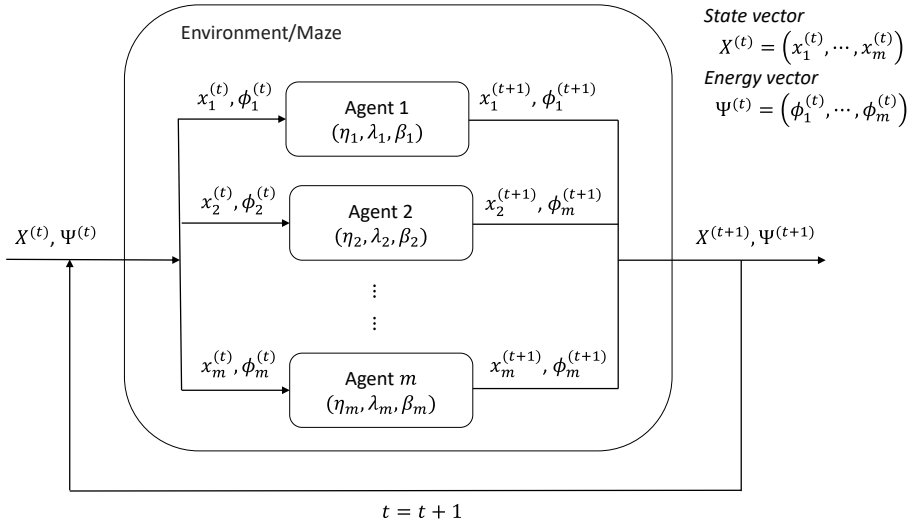 State vector
X^{(t)} = (x_1^{(t)}, ⋯, x_m^{(t)})
Energy vector
Ψ^{(t)} = (ϕ_1^{(t)}, ⋯, ϕ_m^{(t)})
Environment/Maze
x_1^{(t)}, ϕ_1^{(t)}
Agent 1
(η_1, λ_1, β_1)
x_1^{(t+1)}, ϕ_1^{(t+1)}
x_2^{(t)}, ϕ_2^{(t)}
Agent 2
(η_2, λ_2, β_2)
x_2^{(t+1)}, ϕ_m^{(t+1)}
X^{(t)}, Ψ^{(t)}
X^{(t+1)}, Ψ^{(t+1)}
⋮
⋮
x_m^{(t)}, ϕ_m^{(t)}
Agent m
(η_m, λ_m, β_m)
x_m^{(t+1)}, ϕ_m^{(t+1)}
t = t + 1